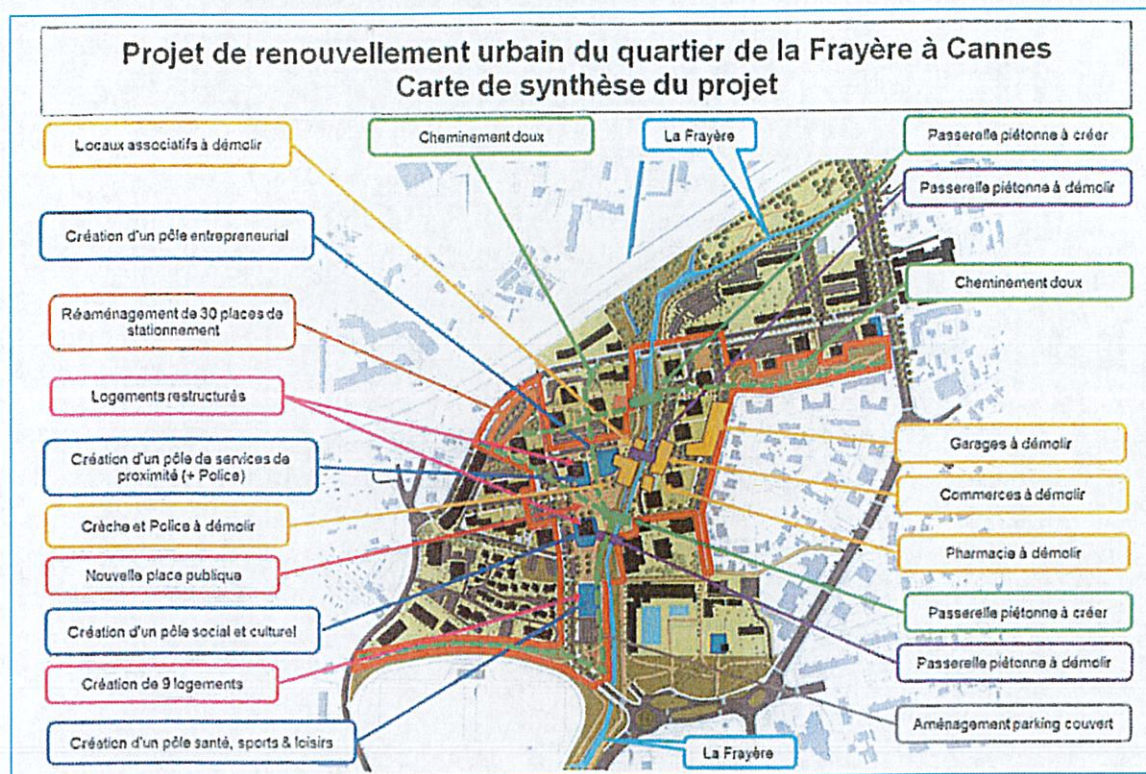 Projet de renouvellement urbain du quartier de la Frayère à Cannes
Carte de synthèse du projet
Locaux associatifs à démolir
Cheminement doux
La Frayère
Passerelle piétonne à créer
Passerelle piétonne à démolir
Création d'un pôle entrepreneurial
Cheminement doux
Réaménagement de 30 places de
stationnement
Logements restructurés
Garages à démolir
Création d'un pôle de services de
proximité (+ Police)
Commerces à démolir
Crèche et Police à démolir
Pharmacie à démolir
Nouvelle place publique
Passerelle piétonne à créer
Création d'un pôle social et culturel
Passerelle piétonne à démolir
Création de 9 logements
Aménagement parking couvert
Création d'un pôle santé, sports & loisirs
La Frayère